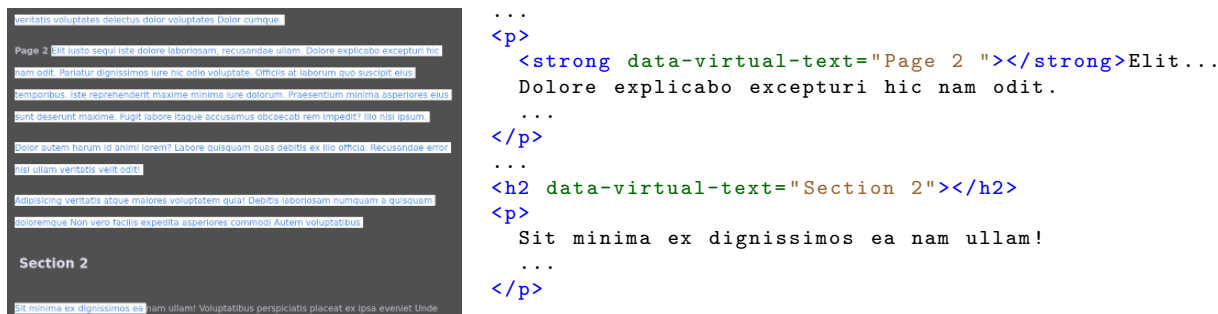 veritatis voluptates delectus dolor voluptates Dolor cumque.
Page 2 Elit iusto sequi iste dolore laboriosam, recusandae ullam. Dolore explicabo excepturi hic
nam odit. Pariatur dignissimos iure hic odio voluptate. Officiis at laborum quo suscipit eius
temporibus. Iste reprehenderit maxime minima iure dolorum. Praesentium minima asperiores eius
sunt deserunt maxime. Fugit labore itaque accusamus obcaecati rem impedit? Illo nisi ipsum.
Dolor autem harum id animi lorem? Labore quisquam quas debitis ex illo officia. Recusandae error
nisi ullam veritatis velit odit!
Adipisicing veritatis atque maiores voluptatem quia! Debitis laboriosam numquam a quisquam
doloremque Non vero facilis expedita asperiores commodi Autem voluptatibus
Section 2
Sit minima ex dignissimos ea nam ullam! Voluptatibus perspiciatis placeat ex ipsa eveniet Unde
...
<p>
<strong data-virtual-text="Page 2 "></strong>Elit...
Dolore explicabo excepturi hic nam odit.
...
</p>
...
<h2 data-virtual-text="Section 2"></h2>
<p>
Sit minima ex dignissimos ea nam ullam!
...
</p>